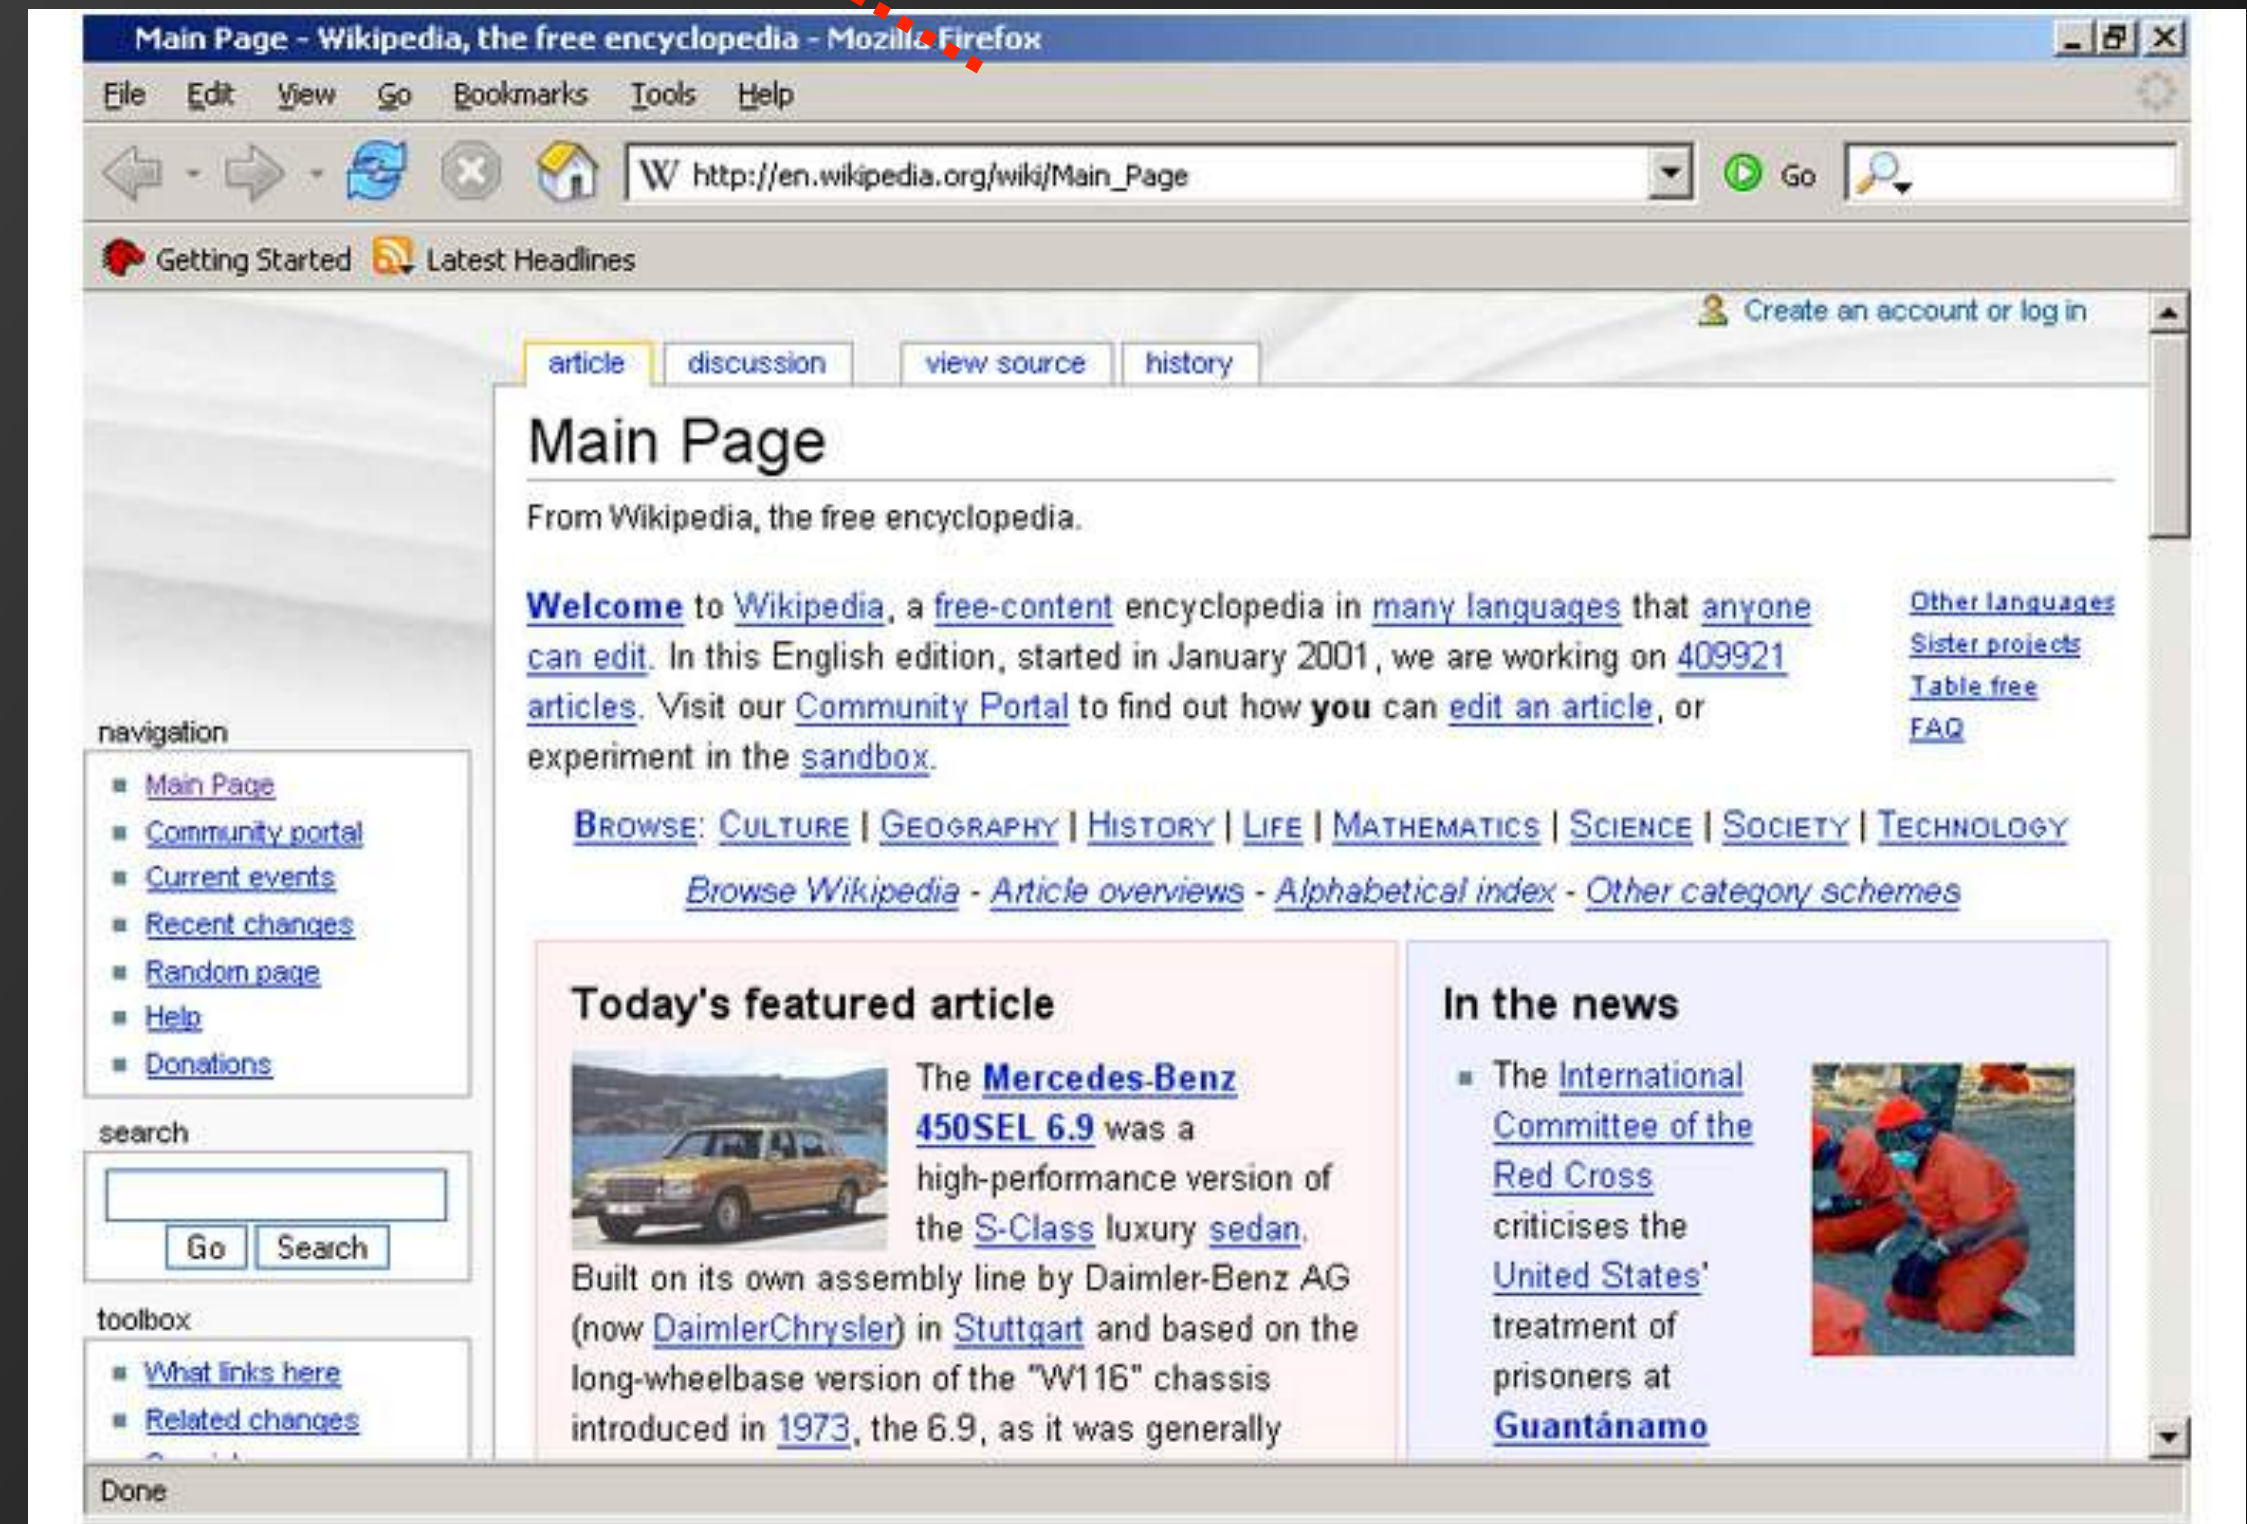 Main Page - Wikipedia, the free encyclopedia - Mozilla Firefox
File Edit View Go Bookmarks Tools Help
W http://en.wikipedia.org/wiki/Main_Page Go
Getting Started Latest Headlines
Create an account or log in
article discussion view source history
Main Page
From Wikipedia, the free encyclopedia.
Welcome to Wikipedia, a free-content encyclopedia in many languages that anyone
can edit. In this English edition, started in January 2001, we are working on 409921
articles. Visit our Community Portal to find out how you can edit an article, or
experiment in the sandbox.
Other languages
Sister projects
Table free
FAQ
BROWSE: CULTURE | GEOGRAPHY | HISTORY | LIFE | MATHEMATICS | SCIENCE | SOCIETY | TECHNOLOGY
Browse Wikipedia - Article overviews - Alphabetical index - Other category schemes
navigation
Main Page
Community portal
Current events
Recent changes
Random page
Help
Donations
search
Go Search
toolbox
What links here
Related changes
Today's featured article
The Mercedes-Benz
450SEL 6.9 was a
high-performance version of
the S-Class luxury sedan.
Built on its own assembly line by Daimler-Benz AG
(now DaimlerChrysler) in Stuttgart and based on the
long-wheelbase version of the "W116" chassis
introduced in 1973, the 6.9, as it was generally
In the news
The International
Committee of the
Red Cross
criticises the
United States'
treatment of
prisoners at
Guantánamo
Done